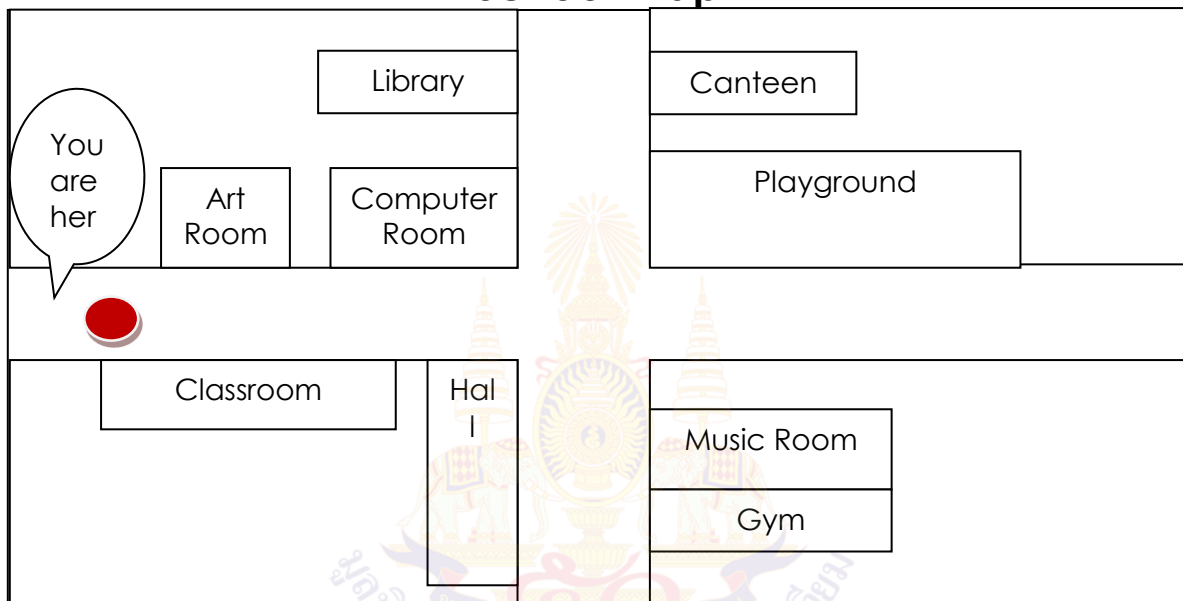 Library
Canteen
You
are
her
Art
Room
Computer
Room
Playground
Classroom
Hal
l
Music Room
Gym